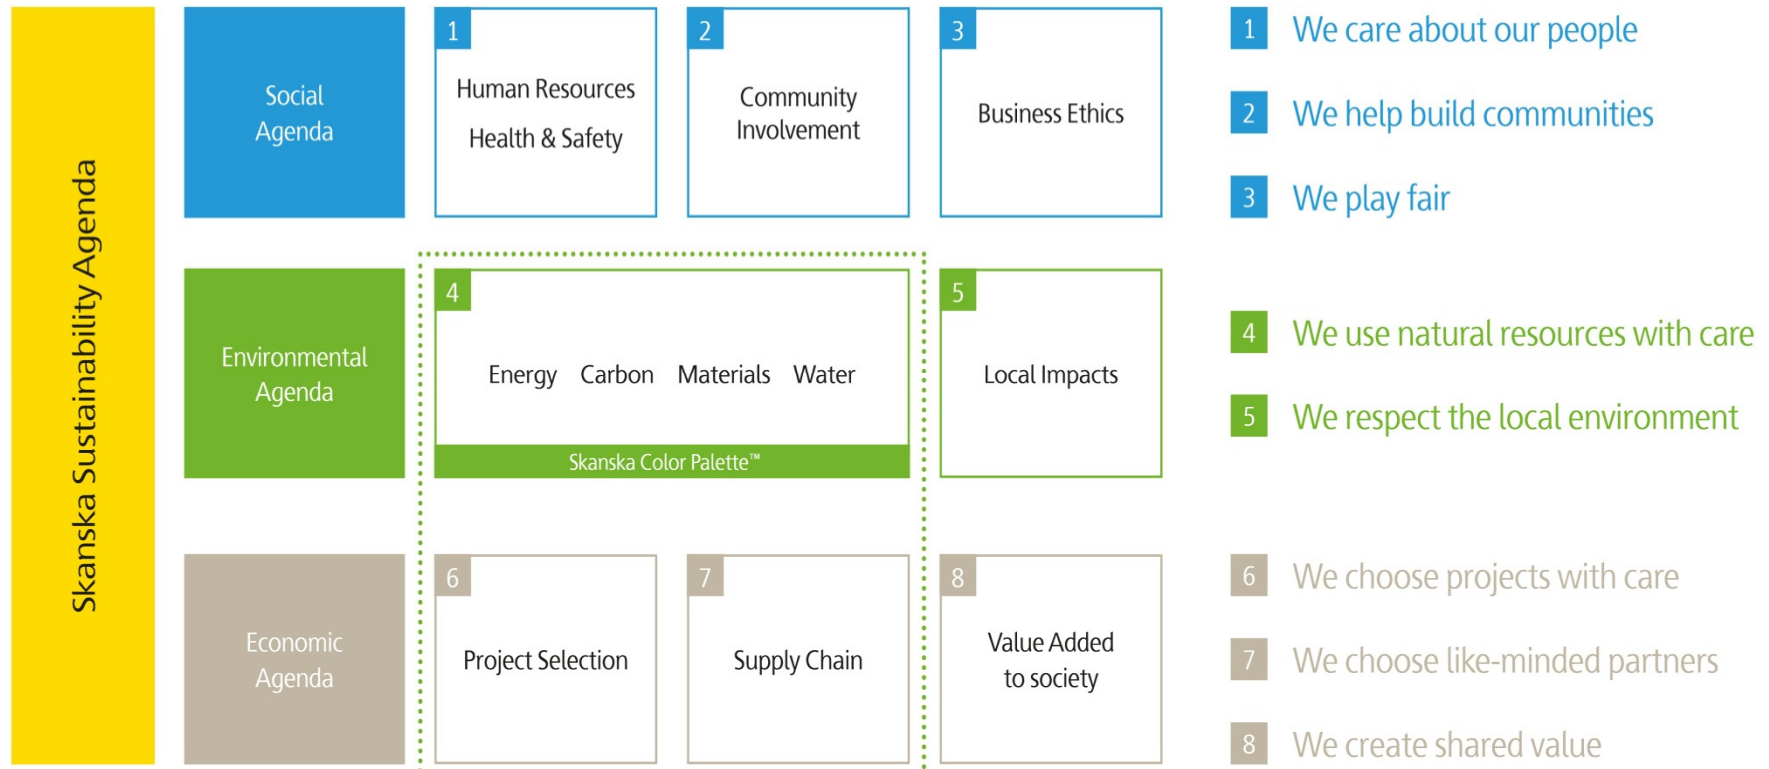 Skanska Sustainability Agenda
Social
Agenda
1
Human Resources
Health & Safety
2
Community
Involvement
3
Business Ethics
1 We care about our people
2 We help build communities
3 We play fair
Environmental
Agenda
4
Energy Carbon Materials Water
Skanska Color Palette™
5
Local Impacts
4 We use natural resources with care
5 We respect the local environment
Economic
Agenda
6
Project Selection
7
Supply Chain
8
Value Added
to society
6 We choose projects with care
7 We choose like-minded partners
8 We create shared value